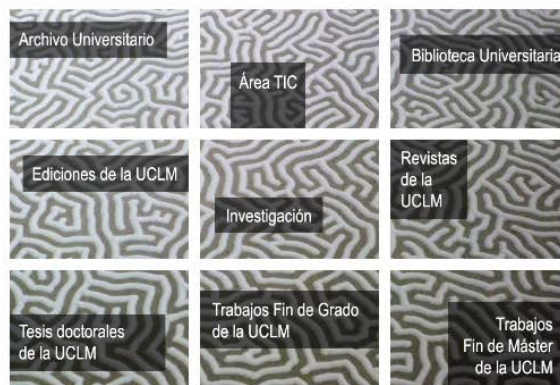 Archivo Universitario
Área TIC
Biblioteca Universitaria
Ediciones de la UCLM
Investigación
Revistas
de la
UCLM
Tesis doctorales
de la UCLM
Trabajos Fin de Grado
de la UCLM
Trabajos
Fin de Máster
de la UCLM